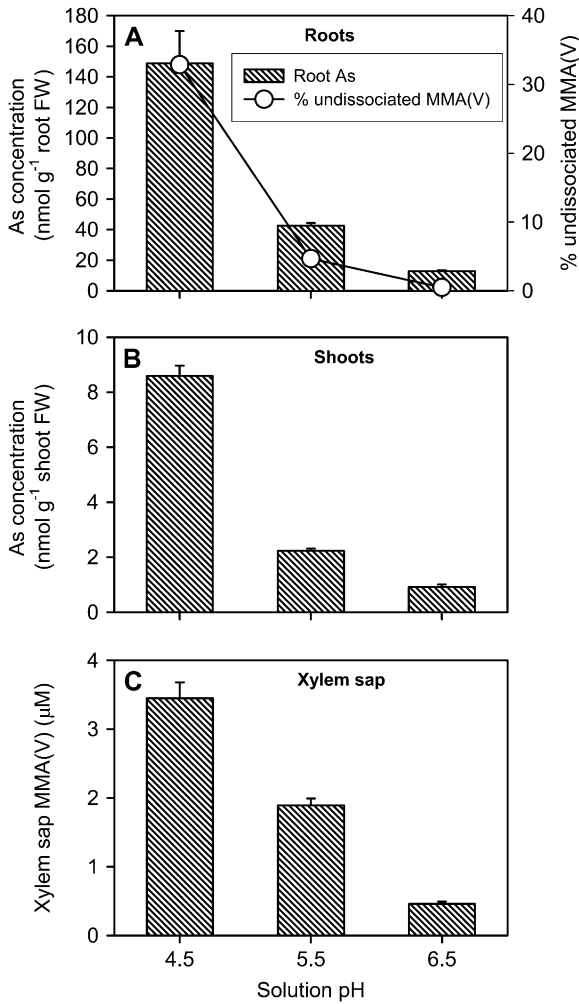 A
Roots
Root As
% undissociated MMA(V)
As concentration
(nmol g⁻¹ root FW)
180
160
140
120
100
80
60
40
20
0
40
30
20
10
0
% undissociated MMA(V)
B
Shoots
As concentration
(nmol g⁻¹ shoot FW)
10
8
6
4
2
0
C
Xylem sap
Xylem sap MMA(V) (μM)
4
3
2
1
0
4.5 5.5 6.5
Solution pH